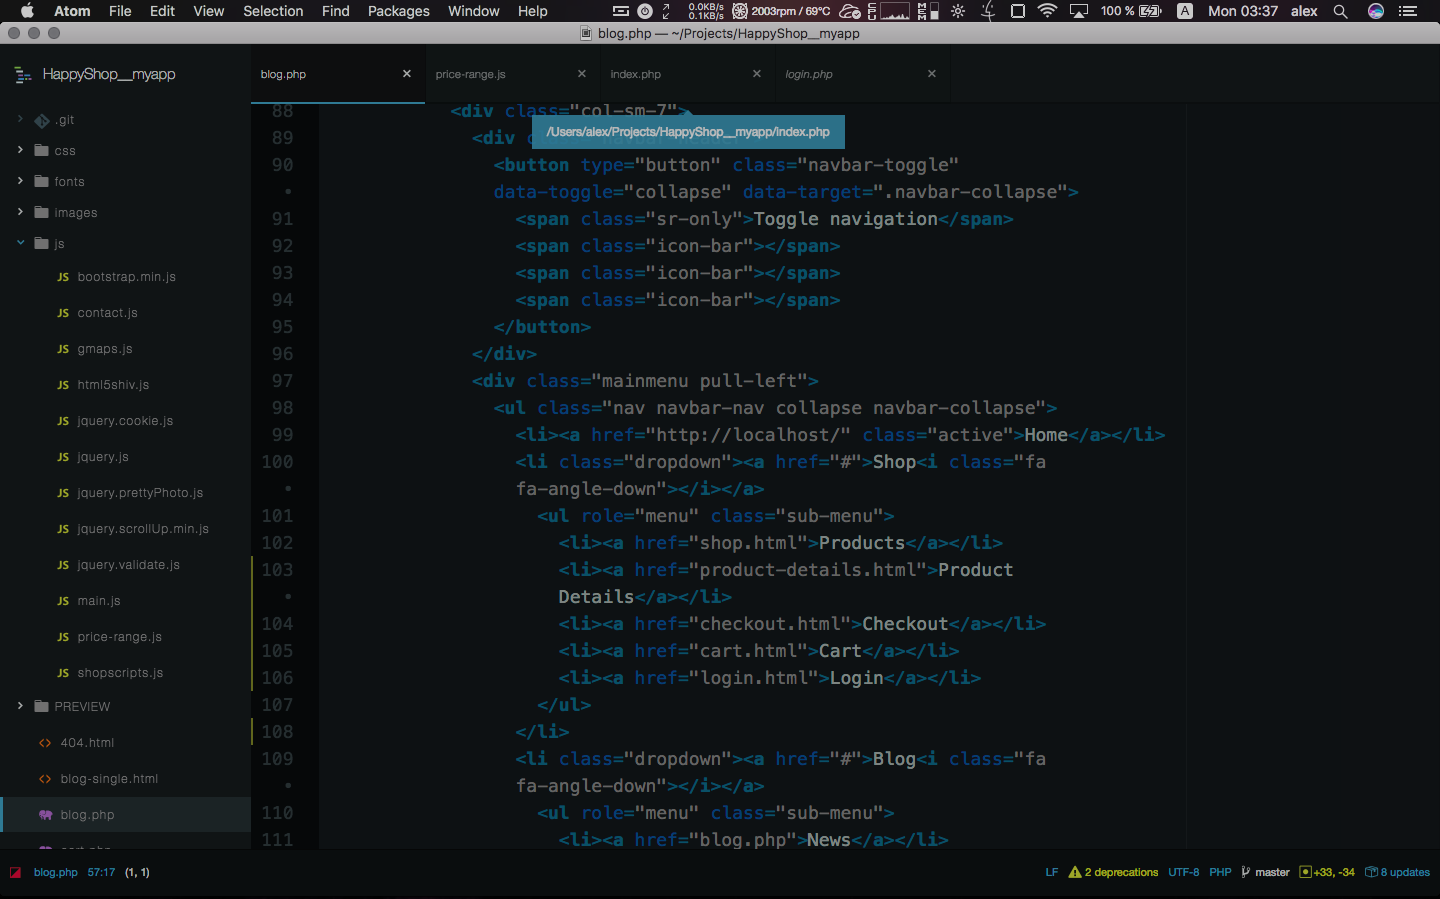 Atom File Edit View Selection Find Packages Window Help 0.0KB/s 0.1KB/s 2003rpm / 69°C CPU MEM 100 % A Mon 03:37 alex
blog.php — ~/Projects/HappyShop__myapp
HappyShop__myapp
blog.php
price-range.js
index.php
login.php
/Users/alex/Projects/HappyShop__myapp/index.php
.git
css
fonts
images
js
JS bootstrap.min.js
JS contact.js
JS gmaps.js
JS html5shiv.js
JS jquery.cookie.js
JS jquery.js
JS jquery.prettyPhoto.js
JS jquery.scrollUp.min.js
JS jquery.validate.js
JS main.js
JS price-range.js
JS shopscripts.js
PREVIEW
<> 404.html
<> blog-single.html
blog.php
88 <div class="col-sm-7">
89 <div
90 <button type="button" class="navbar-toggle"
• data-toggle="collapse" data-target=".navbar-collapse">
91 <span class="sr-only">Toggle navigation</span>
92 <span class="icon-bar"></span>
93 <span class="icon-bar"></span>
94 <span class="icon-bar"></span>
95 </button>
96 </div>
97 <div class="mainmenu pull-left">
98 <ul class="nav navbar-nav collapse navbar-collapse">
99 <li><a href="http://localhost/" class="active">Home</a></li>
100 <li class="dropdown"><a href="#">Shop<i class="fa
• fa-angle-down"></i></a>
101 <ul role="menu" class="sub-menu">
102 <li><a href="shop.html">Products</a></li>
103 <li><a href="product-details.html">Product
• Details</a></li>
104 <li><a href="checkout.html">Checkout</a></li>
105 <li><a href="cart.html">Cart</a></li>
106 <li><a href="login.html">Login</a></li>
107 </ul>
108 </li>
109 <li class="dropdown"><a href="#">Blog<i class="fa
• fa-angle-down"></i></a>
110 <ul role="menu" class="sub-menu">
111 <li><a href="blog.php">News</a></li>
blog.php 57:17 (1, 1) LF 2 deprecations UTF-8 PHP master +33, -34 8 updates